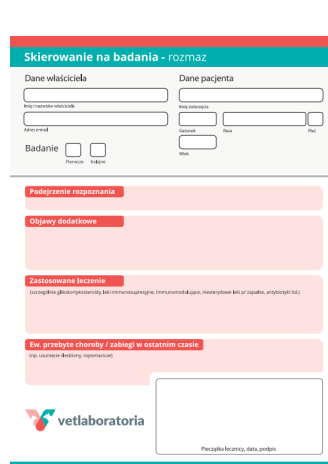 Skierowanie na badania - rozmaz
Dane właściciela
Dane pacjenta
Imię i nazwisko właściciela
Imię zwierzęcia
Adres e-mail
Gatunek
Rasa
Płeć
Badanie
Pierwsze
Kolejne
Wiek
Podejrzenie rozpoznania
Objawy dodatkowe
Zastosowane leczenie
(szczególnie glikokortykosteroidy, leki immunosupresyjne, immunomodulujące, niesterydowe leki p/ zapalne, antybiotyki itd.)
Ew. przebyte choroby / zabiegi w ostatnim czasie
(np. usunięcie śledziony,
vetlaboratoria
Pieczątka lecznicy, data, podpis